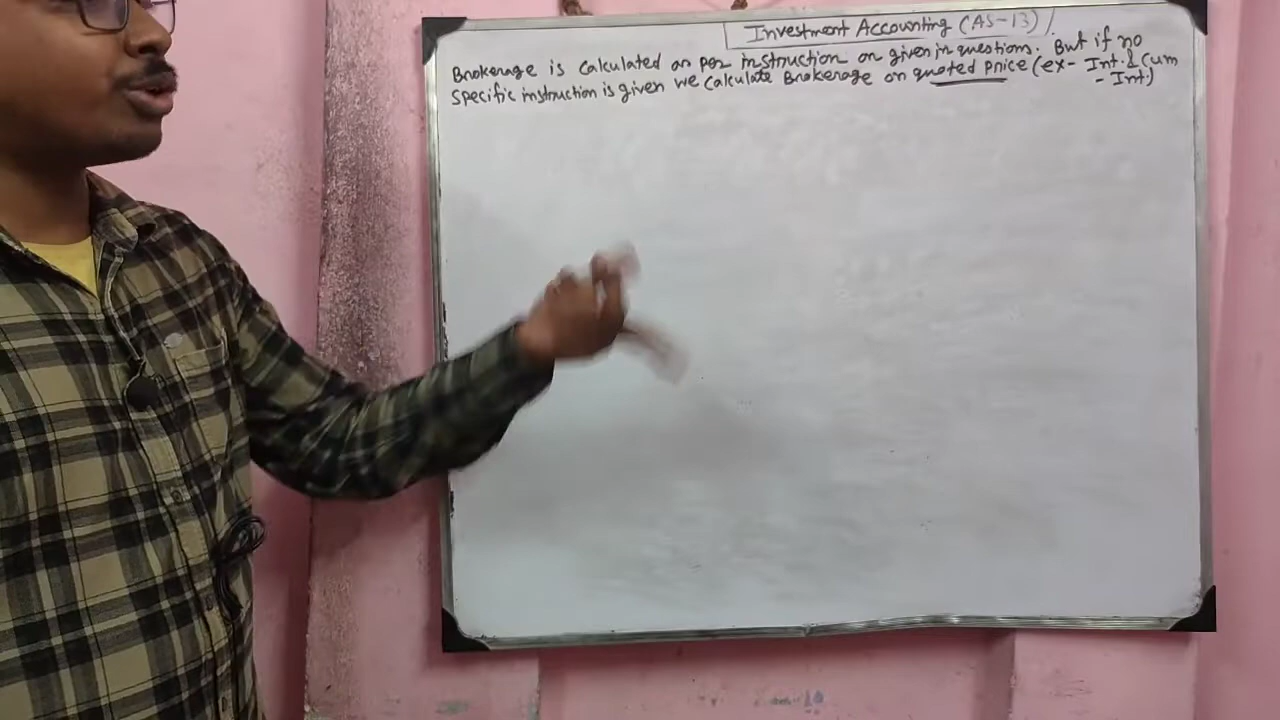 Investment Accounting (AS-13)
Brokerage is calculated as per instruction or given in questions. But if no
specific instruction is given we calculate Brokerage on quoted price (ex- Int. & cum
- Int.)